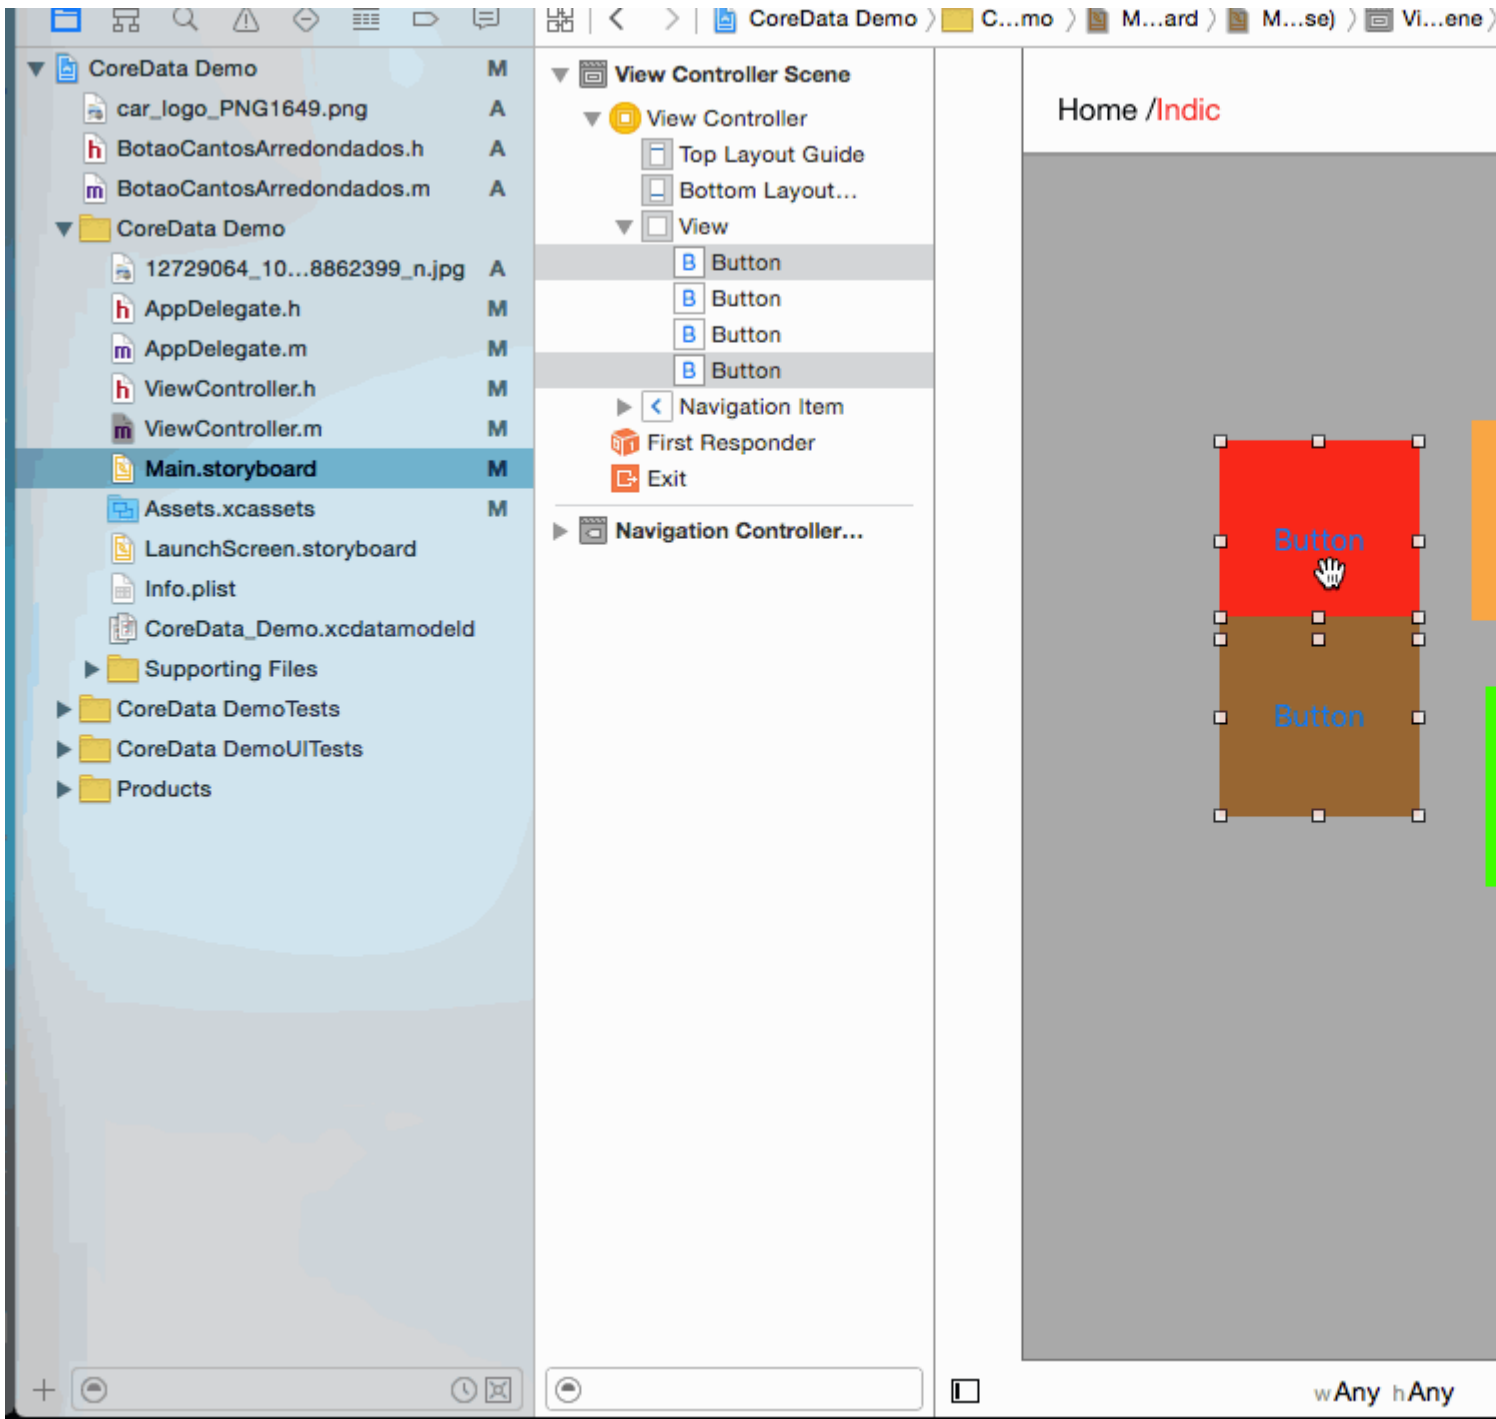 CoreData Demo 〉 C...mo 〉 M...ard 〉 M...se) 〉 Vi...ene 〉
CoreData Demo M
car_logo_PNG1649.png A
h BotaoCantosArredondados.h A
m BotaoCantosArredondados.m A
CoreData Demo
12729064_10...8862399_n.jpg A
h AppDelegate.h M
m AppDelegate.m M
h ViewController.h M
m ViewController.m M
Main.storyboard M
Assets.xcassets M
LaunchScreen.storyboard
Info.plist
CoreData_Demo.xcdatamodeld
Supporting Files
CoreData DemoTests
CoreData DemoUITests
Products
View Controller Scene
View Controller
Top Layout Guide
Bottom Layout...
View
B Button
B Button
B Button
B Button
Navigation Item
First Responder
Exit
Navigation Controller...
Home /Indic
Button
Button
wAny hAny